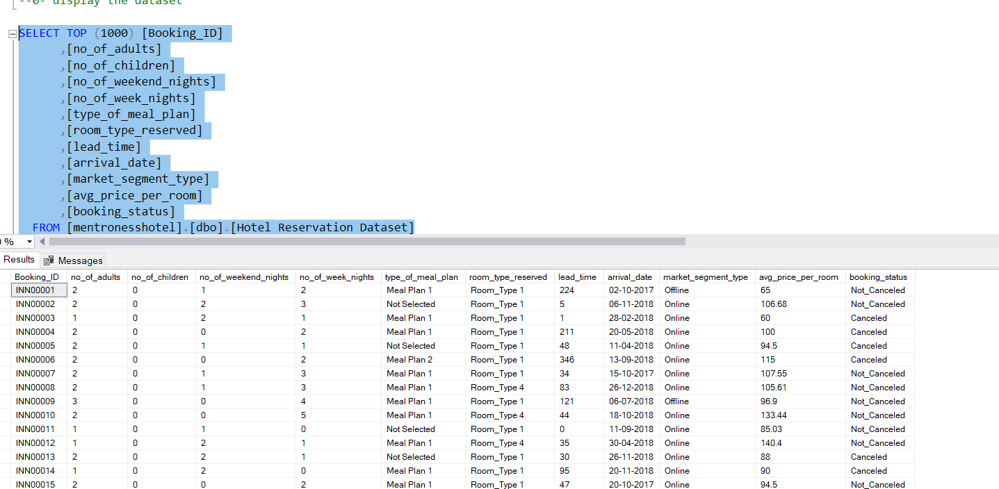 --0- display the dataset
SELECT TOP (1000) [Booking_ID]
,[no_of_adults]
,[no_of_children]
,[no_of_weekend_nights]
,[no_of_week_nights]
,[type_of_meal_plan]
,[room_type_reserved]
,[lead_time]
,[arrival_date]
,[market_segment_type]
,[avg_price_per_room]
,[booking_status]
FROM [mentronesshotel].[dbo].[Hotel Reservation Dataset]
%
Results Messages
Booking_ID no_of_adults no_of_children no_of_weekend_nights no_of_week_nights type_of_meal_plan room_type_reserved lead_time arrival_date market_segment_type avg_price_per_room booking_status
INN00001 2 0 1 2 Meal Plan 1 Room_Type 1 224 02-10-2017 Offline 65 Not_Canceled
INN00002 2 0 2 3 Not Selected Room_Type 1 5 06-11-2018 Online 106.68 Not_Canceled
INN00003 1 0 2 1 Meal Plan 1 Room_Type 1 1 28-02-2018 Online 60 Canceled
INN00004 2 0 0 2 Meal Plan 1 Room_Type 1 211 20-05-2018 Online 100 Canceled
INN00005 2 0 1 1 Not Selected Room_Type 1 48 11-04-2018 Online 94.5 Canceled
INN00006 2 0 0 2 Meal Plan 2 Room_Type 1 346 13-09-2018 Online 115 Canceled
INN00007 2 0 1 3 Meal Plan 1 Room_Type 1 34 15-10-2017 Online 107.55 Not_Canceled
INN00008 2 0 1 3 Meal Plan 1 Room_Type 4 83 26-12-2018 Online 105.61 Not_Canceled
INN00009 3 0 0 4 Meal Plan 1 Room_Type 1 121 06-07-2018 Offline 96.9 Not_Canceled
INN00010 2 0 0 5 Meal Plan 1 Room_Type 4 44 18-10-2018 Online 133.44 Not_Canceled
INN00011 1 0 1 0 Not Selected Room_Type 1 0 11-09-2018 Online 85.03 Not_Canceled
INN00012 1 0 2 1 Meal Plan 1 Room_Type 4 35 30-04-2018 Online 140.4 Not_Canceled
INN00013 2 0 2 1 Not Selected Room_Type 1 30 26-11-2018 Online 88 Canceled
INN00014 1 0 2 0 Meal Plan 1 Room_Type 1 95 20-11-2018 Online 90 Canceled
INN00015 2 0 0 2 Meal Plan 1 Room_Type 1 47 20-10-2017 Online 94.5 Not_Canceled